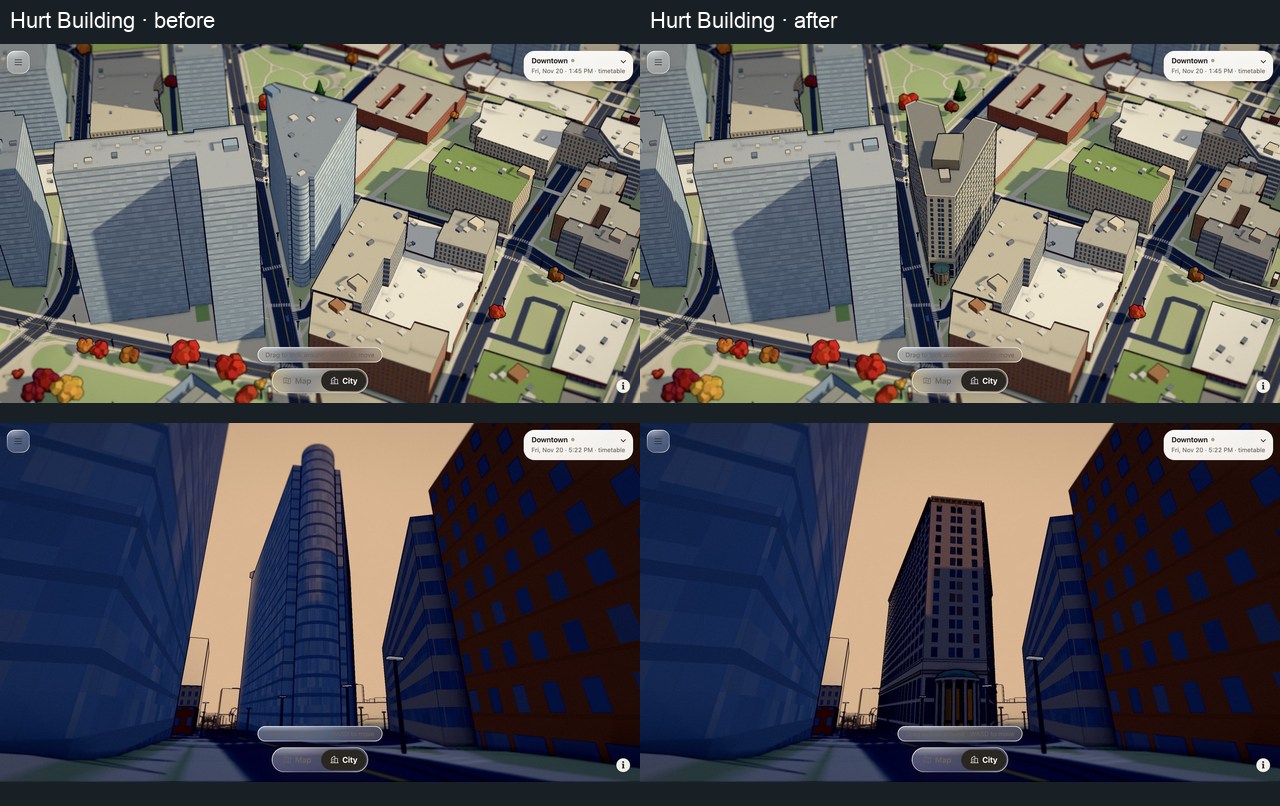 Hurt Building · before
Hurt Building · after
Downtown
Fri, Nov 20 · 1:45 PM · timetable
Downtown
Fri, Nov 20 · 1:45 PM · timetable
Map
City
i
Map
City
i
Downtown
Fri, Nov 20 · 5:22 PM · timetable
Downtown
Fri, Nov 20 · 5:22 PM · timetable
Map
City
i
Map
City
i